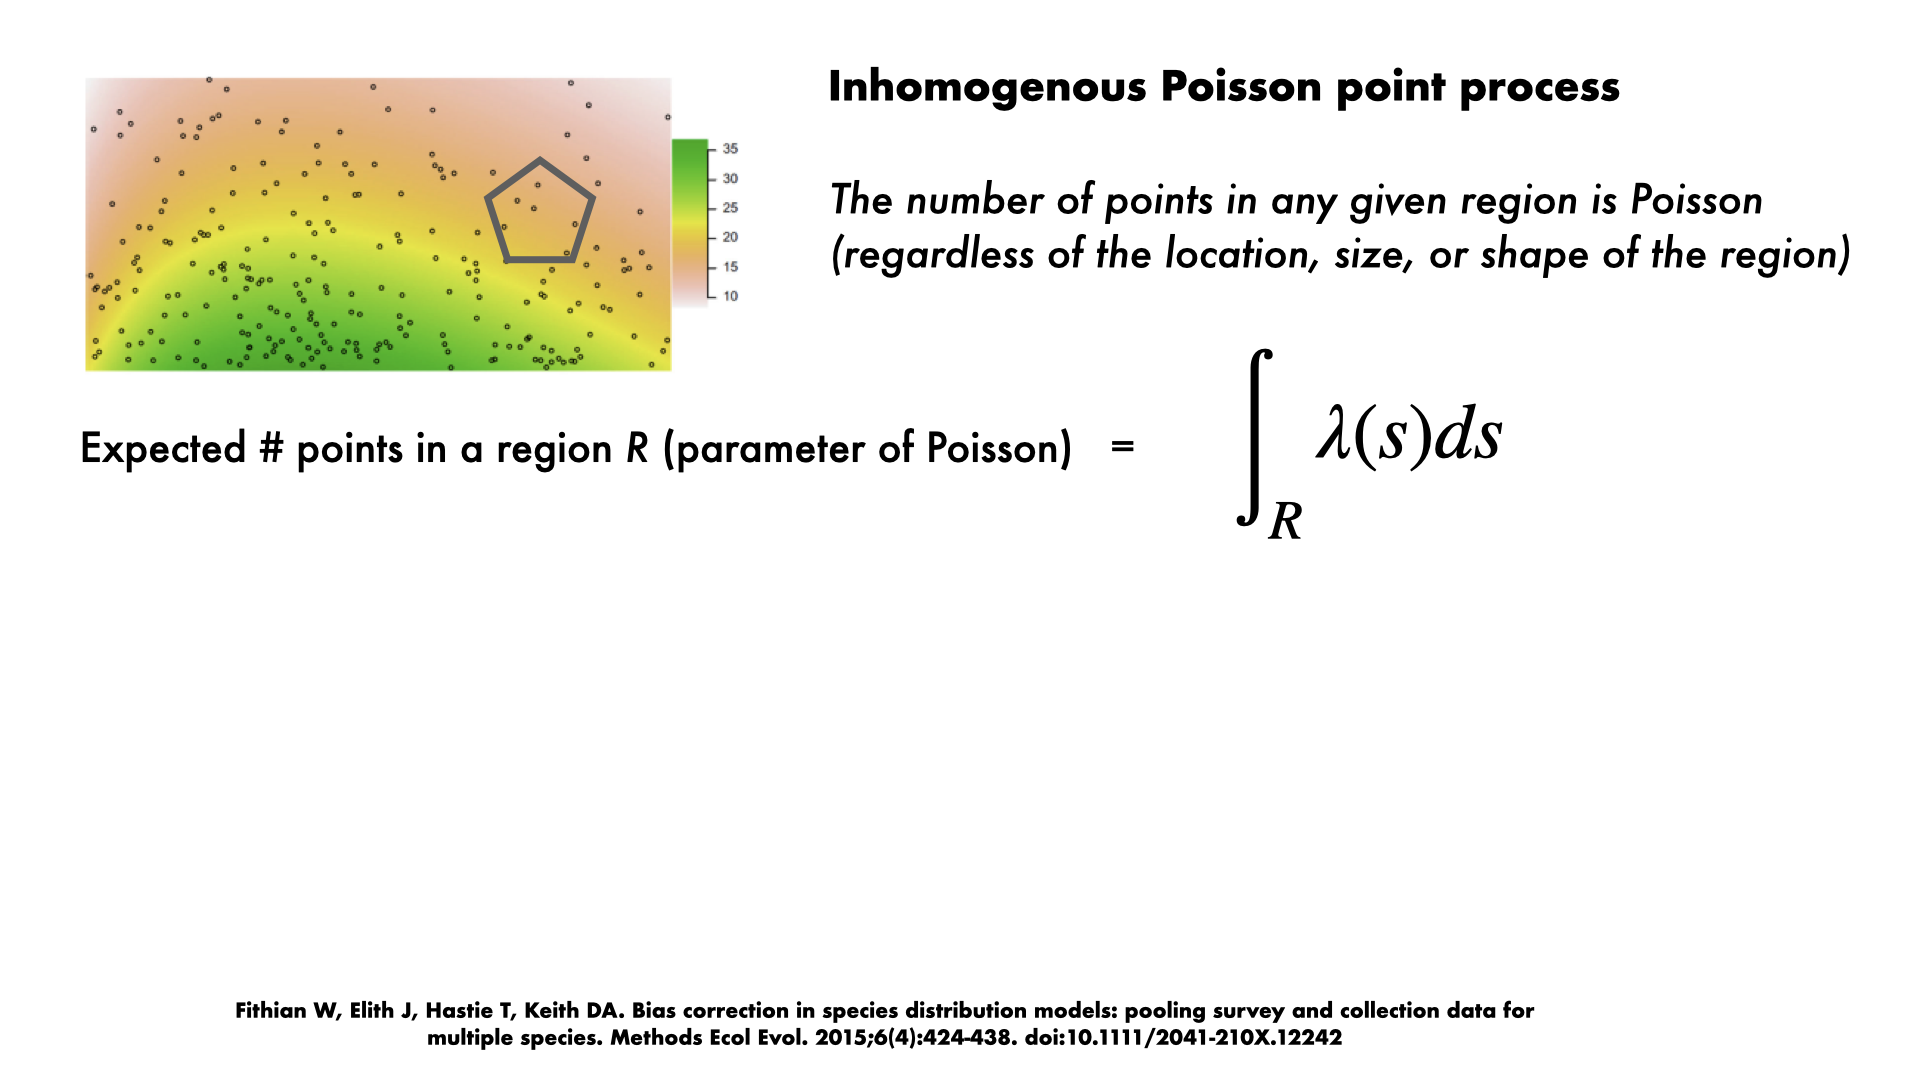 Inhomogenous Poisson point process
35
30
25
20
15
10
The number of points in any given region is Poisson
(regardless of the location, size, or shape of the region)
Expected # points in a region R (parameter of Poisson) = ∫_R λ(s)ds
Fithian W, Elith J, Hastie T, Keith DA. Bias correction in species distribution models: pooling survey and collection data for
multiple species. Methods Ecol Evol. 2015;6(4):424-438. doi:10.1111/2041-210X.12242